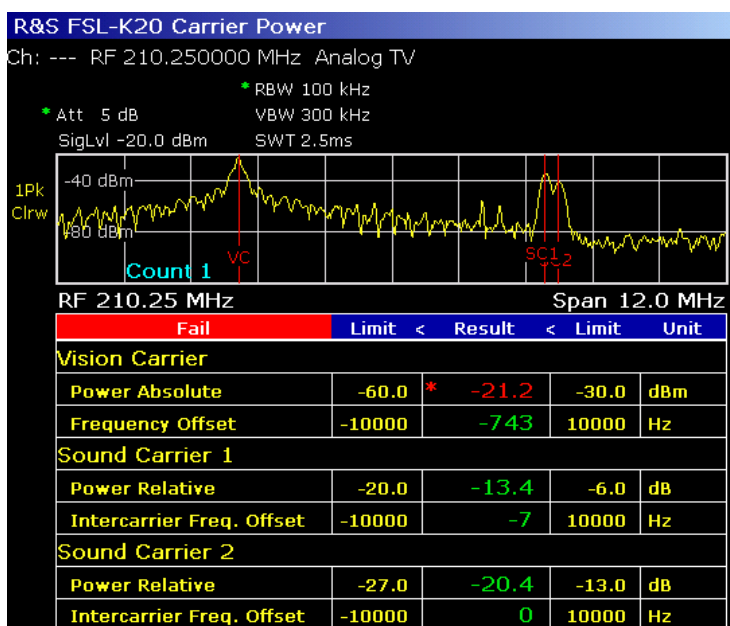 R&S FSL-K20 Carrier Power
Ch: --- RF 210.250000 MHz Analog TV
* RBW 100 kHz
* Att 5 dB VBW 300 kHz
SigLvl -20.0 dBm SWT 2.5ms
1Pk
Clrw
-40 dBm
-80 dBm
VC
SC1
2
Count 1
RF 210.25 MHz Span 12.0 MHz
Fail Limit < Result < Limit Unit
Vision Carrier
Power Absolute -60.0 * -21.2 -30.0 dBm
Frequency Offset -10000 -743 10000 Hz
Sound Carrier 1
Power Relative -20.0 -13.4 -6.0 dB
Intercarrier Freq. Offset -10000 -7 10000 Hz
Sound Carrier 2
Power Relative -27.0 -20.4 -13.0 dB
Intercarrier Freq. Offset -10000 0 10000 Hz